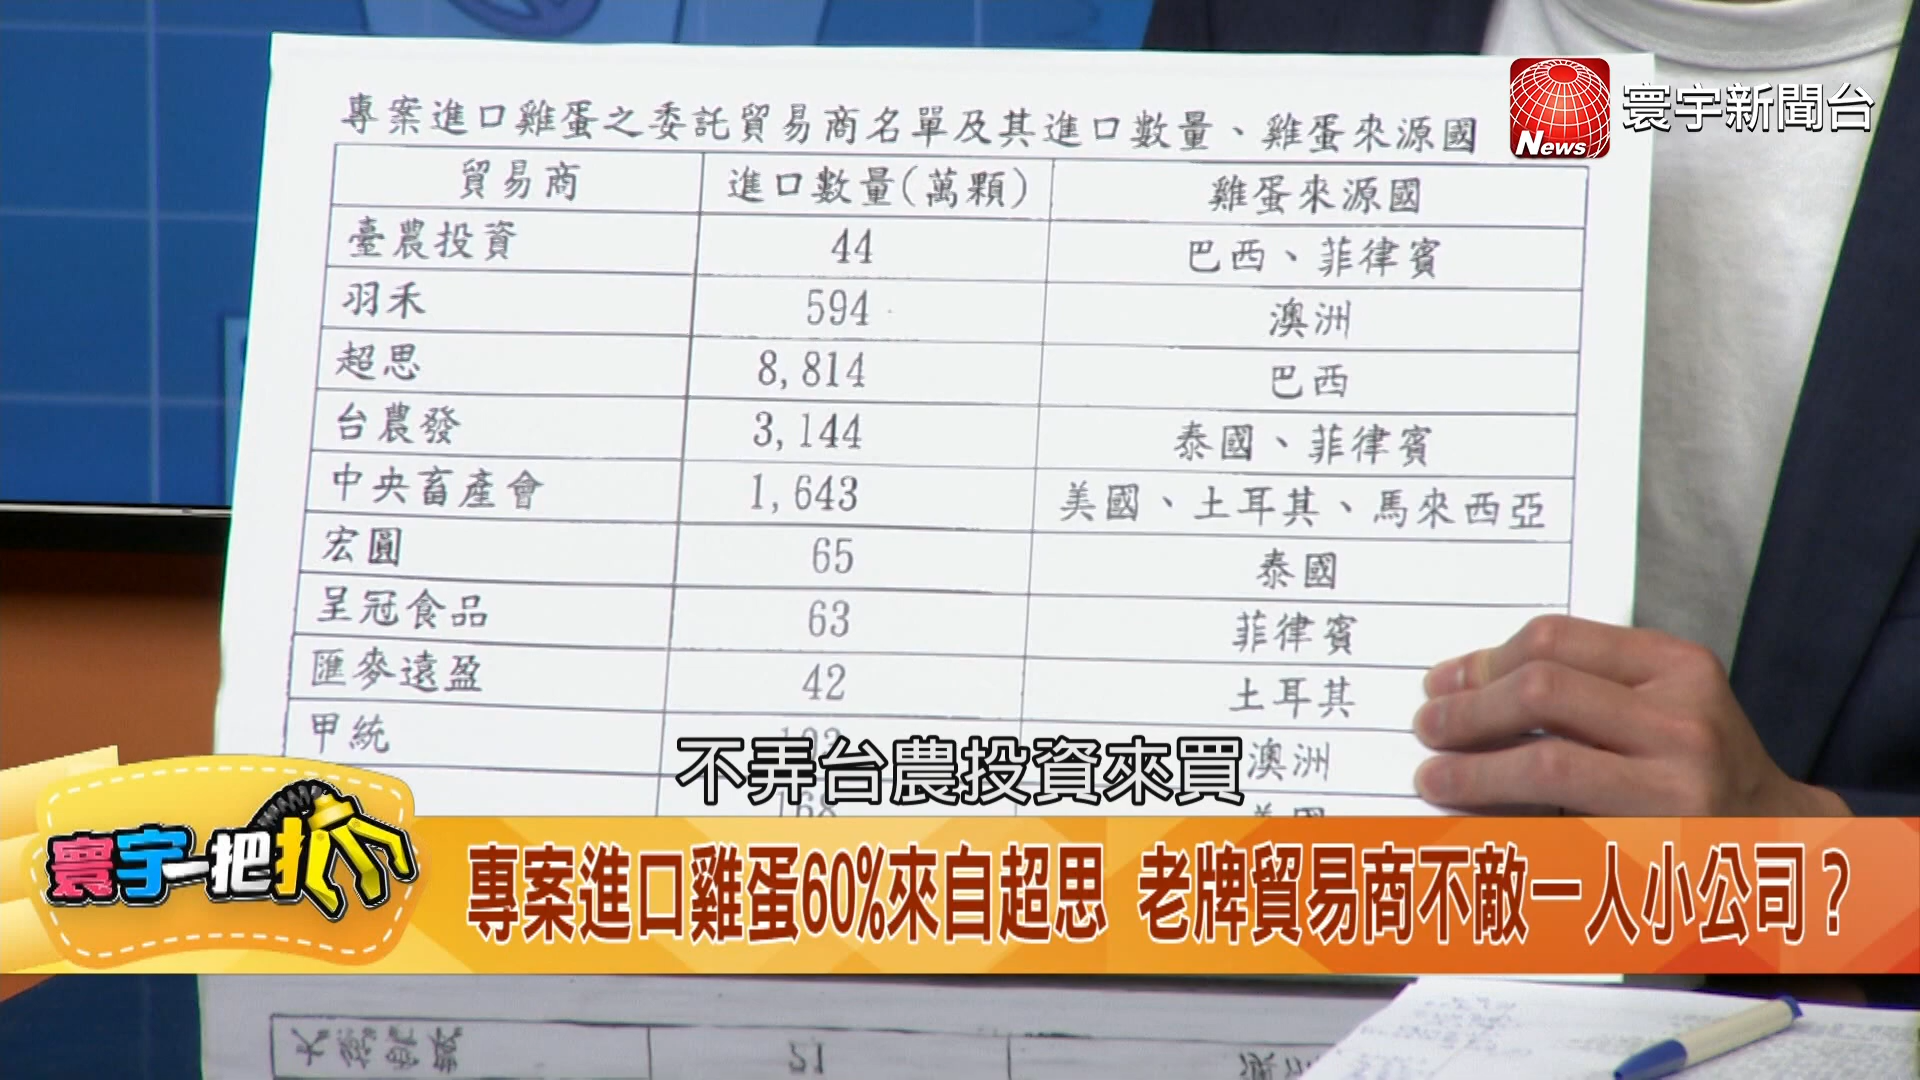 專案進口雞蛋之委託貿易商名單及其進口數量、雞蛋來源國
寰宇新聞台
News
貿易商 進口數量(萬顆) 雞蛋來源國
臺農投資 44 巴西、菲律賓
羽禾 594 澳洲
超思 8,814 巴西
台農發 3,144 泰國、菲律賓
中央畜產會 1,643 美國、土耳其、馬來西亞
宏圓 65 泰國
呈冠食品 63 菲律賓
匯麥遠盈 42 土耳其
甲統 澳洲
不弄台農投資來買
168 美國
寰宇一把抓
專案進口雞蛋60%來自超思 老牌貿易商不敵一人小公司？
21